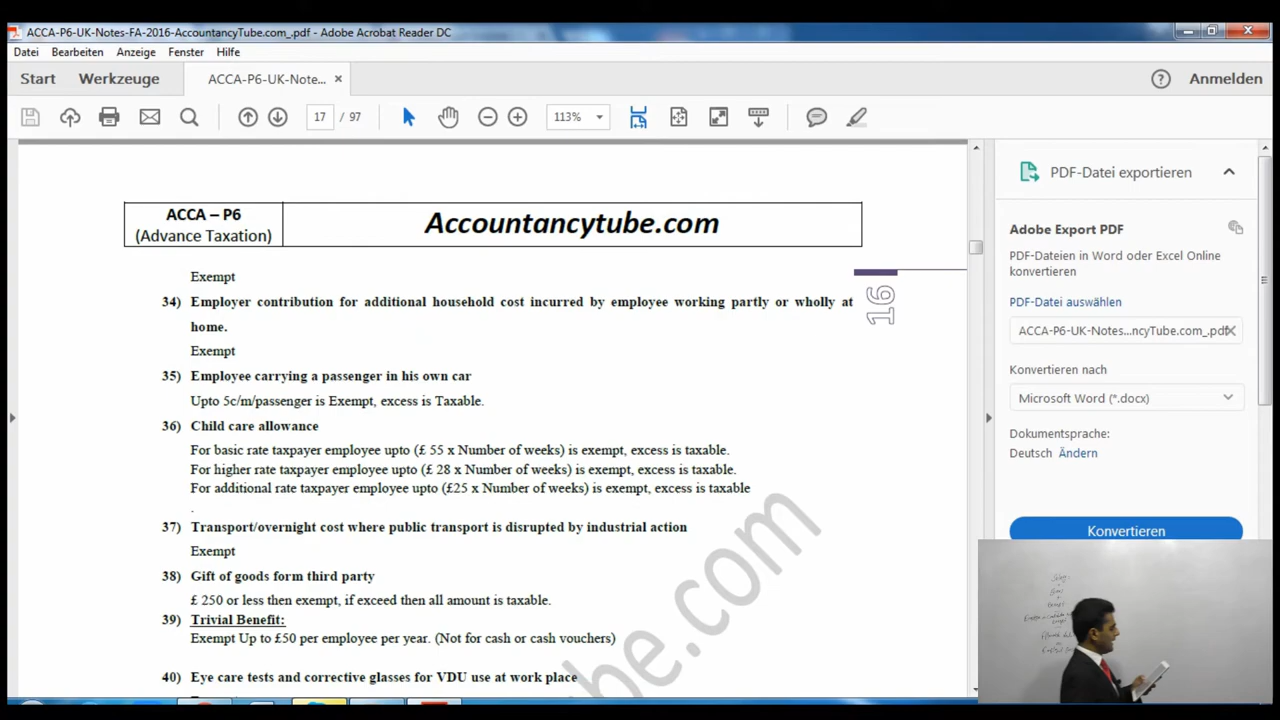 ACCA-P6-UK-Notes-FA-2016-AccountancyTube.com_.pdf - Adobe Acrobat Reader DC
Datei Bearbeiten Anzeige Fenster Hilfe
Start Werkzeuge ACCA-P6-UK-Note... × Anmelden
17 / 97 113%
PDF-Datei exportieren
Adobe Export PDF
PDF-Dateien in Word oder Excel Online
konvertieren
PDF-Datei auswählen
ACCA-P6-UK-Notes...ncyTube.com_.pdf
Konvertieren nach
Microsoft Word (*.docx)
Dokumentsprache:
Deutsch Ändern
Konvertieren
ACCA – P6
(Advance Taxation)
Accountancytube.com
16
Exempt
34) Employer contribution for additional household cost incurred by employee working partly or wholly at
home.
Exempt
35) Employee carrying a passenger in his own car
Upto 5c/m/passenger is Exempt, excess is Taxable.
36) Child care allowance
For basic rate taxpayer employee upto (£ 55 x Number of weeks) is exempt, excess is taxable.
For higher rate taxpayer employee upto (£ 28 x Number of weeks) is exempt, excess is taxable.
For additional rate taxpayer employee upto (£25 x Number of weeks) is exempt, excess is taxable
.
37) Transport/overnight cost where public transport is disrupted by industrial action
Exempt
38) Gift of goods form third party
£ 250 or less then exempt, if exceed then all amount is taxable.
39) Trivial Benefit:
Exempt Up to £50 per employee per year. (Not for cash or cash vouchers)
40) Eye care tests and corrective glasses for VDU use at work place
be.com